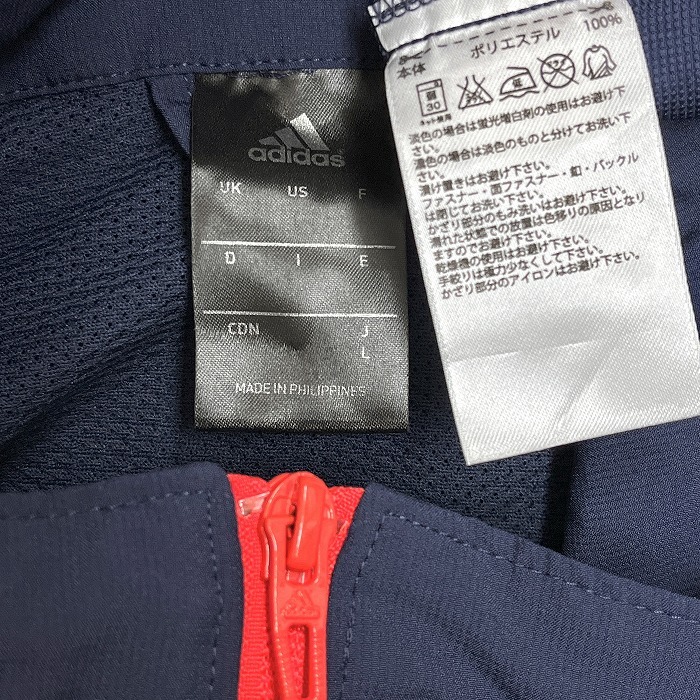 adidas
UK US F
D I E
CDN J
L
MADE IN PHILIPPINES
本体 ポリエステル 100%
30
ネット使用
低
淡色の場合は蛍光増白剤の使用はお避け下
さい。
濃色の場合は淡色のものと分けてお洗い下
さい。
漬け置きはお避け下さい。
ファスナー・面ファスナー・釦・バックル
は閉じてお洗い下さい。
かざり部分のもみ洗いはお避け下さい。
濡れた状態での放置は色移りの原因となり
ますのでお避け下さい。
乾燥機の使用はお避け下さい。
手絞りは極力少なくして下さい。
かざり部分のアイロンはお避け下さい。